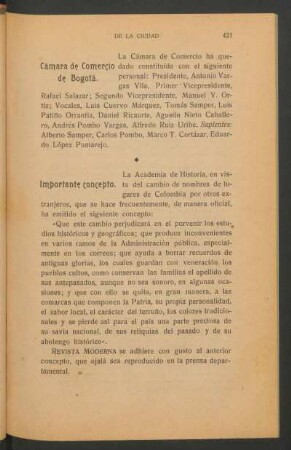 DE LA CIUDAD 421
Cámara de Comercio de Bogotá.
La Cámara de Comercio ha que-
dado constituída con el siguiente
personal: Presidente, Antonio Var-
gas Vila. Primer Vicepresidente,
Rafael Salazar; Segundo Vicepresidente, Manuel V. Or-
tiz; Vocales, Luis Cuervo Márquez, Tomás Samper, Luis
Patiño Orrantia, Daniel Ricaurte, Agustín Nieto Caballe-
ro, Andrés Pombo Vargas, Alfredo Ruiz Uribe. Suplentes:
Alberto Samper, Carlos Pombo, Marco T. Cortázar, Eduar-
do López Pumarejo.
Importante concepto.
La Academia de Historia, en vis-
ta del cambio de nombres de lu-
gares de Colombia por otros ex-
tranjeros, que se hace frecuentemente, de manera oficial,
ha emitido el siguiente concepto:
«Que este cambio perjudicará en el porvenir los estu-
dios históricos y geográficos; que produce inconvenientes
en varios ramos de la Administración pública, especial-
mente en los correos; que ayuda a borrar recuerdos de
antiguas glorias, los cuales guardan con veneración los
pueblos cultos, como conservan las familias el apellido de
sus antepasados, aunque no sea sonoro, en algunas oca-
siones; y que con ello se quita, en gran manera, a las
comarcas que componen la Patria, su propia personalidad,
el sabor local, el carácter del terruño, los colores tradicio-
nales y se pierde así para el país una parte preciosa de
su savia nacional, de sus reliquias del pasado y de su
abolengo histórico».
REVISTA MODERNA se adhiere con gusto al anterior
concepto, que ojalá sea reproducido en la prensa depar-
tamental.